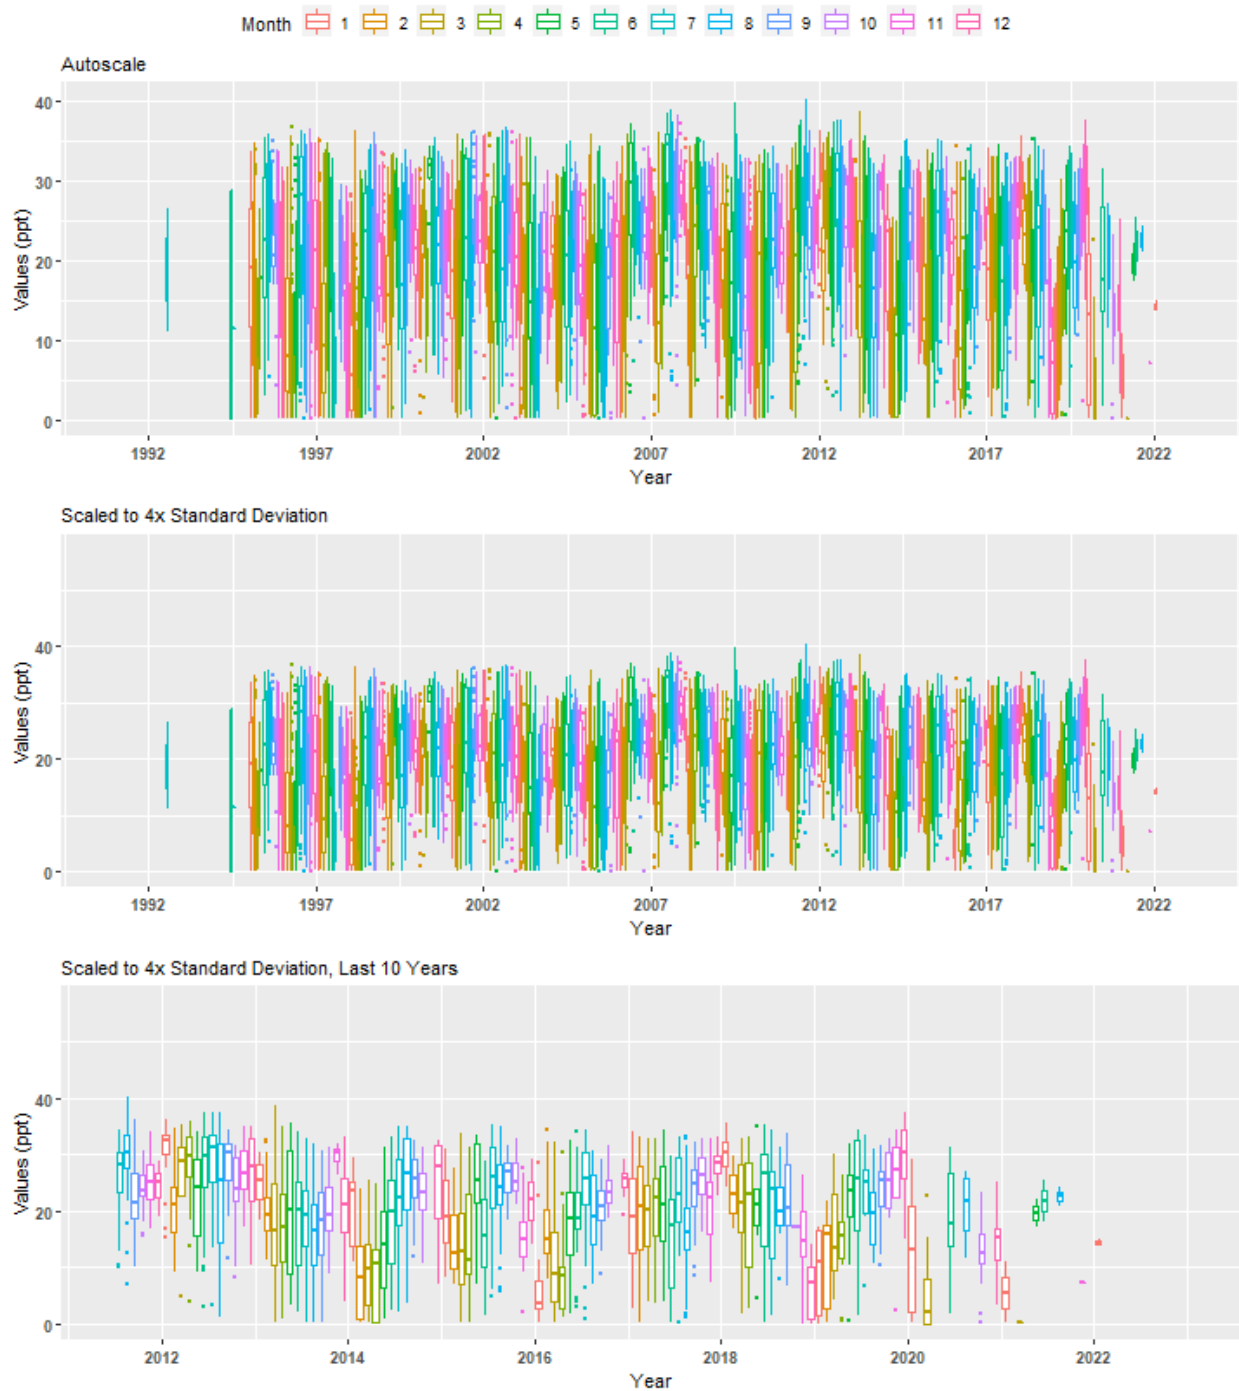 Month 1 2 3 4 5 6 7 8 9 10 11 12
Autoscale
Values (ppt)
40
30
20
10
0
1992 1997 2002 2007 2012 2017 2022
Year
Scaled to 4x Standard Deviation
Values (ppt)
40
20
0
1992 1997 2002 2007 2012 2017 2022
Year
Scaled to 4x Standard Deviation, Last 10 Years
Values (ppt)
40
20
0
2012 2014 2016 2018 2020 2022
Year